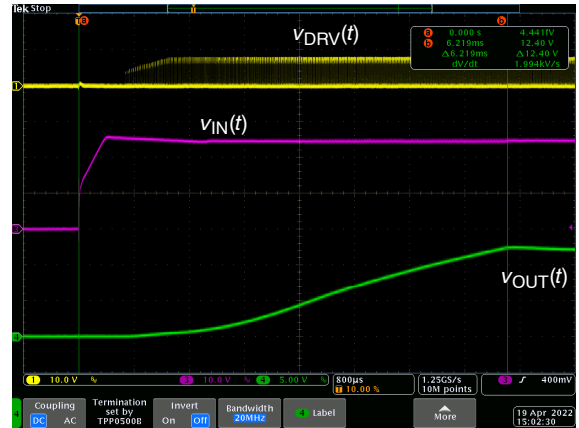 Tek Stop
T a b
vDRV(t)
a 0.000 s 4.441fV
b 6.219ms 12.40 V
Δ6.219ms Δ12.40 V
dV/dt 1.994kV/s
1
vIN(t)
3
vOUT(t)
4
1 10.0 V 3 10.0 V 4 5.00 V
800µs
T 10.00 %
1.25GS/s
10M points
3 400mV
4
Coupling
DC AC
Termination
set by
TPP0500B
Invert
On Off
Bandwidth
20MHz
4 Label
More
19 Apr 2022
15:02:30